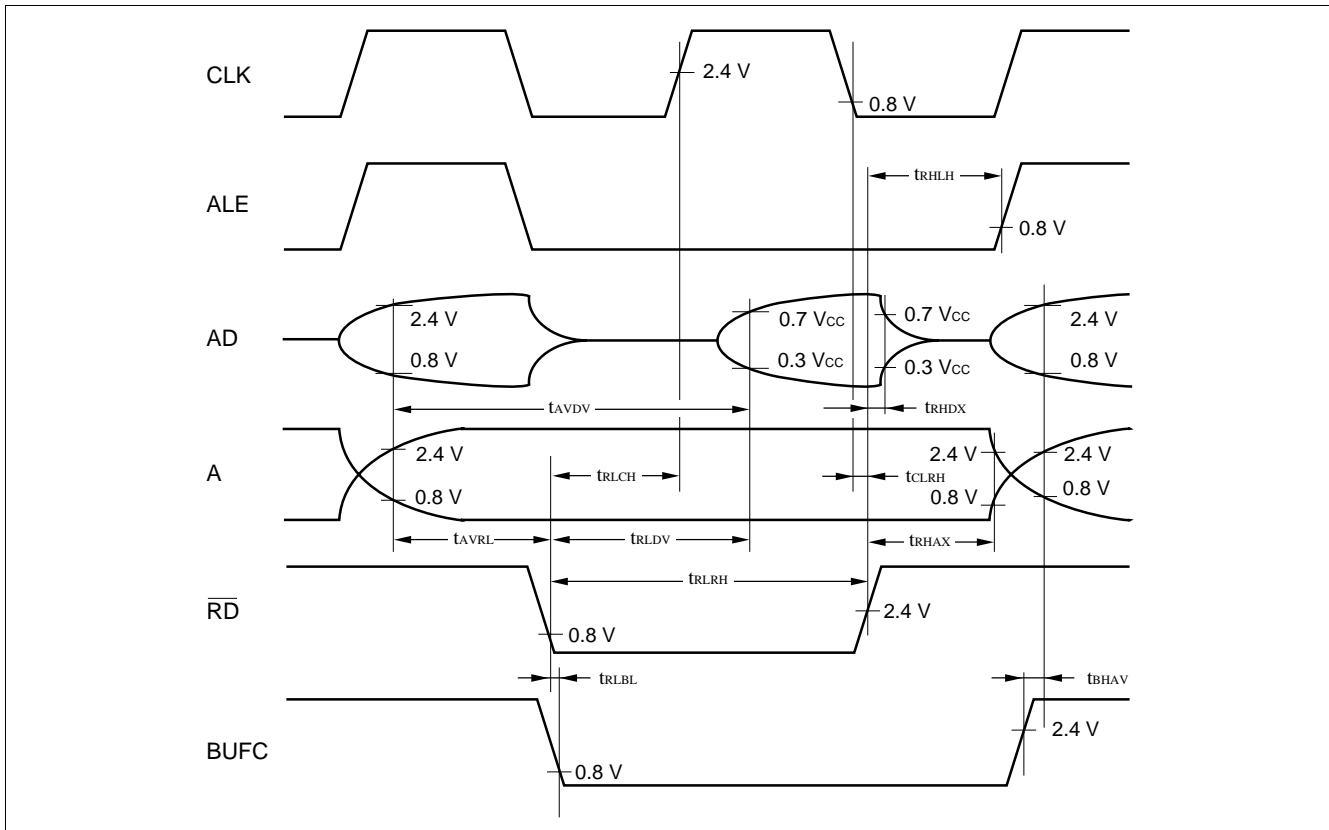 CLK
2.4 V
0.8 V
ALE
tRHLH
0.8 V
AD
2.4 V
0.7 VCC
0.7 VCC
2.4 V
0.8 V
0.3 VCC
0.3 VCC
0.8 V
tAVDV
tRHDX
A
2.4 V
2.4 V
2.4 V
tRLCH
tCLRH
0.8 V
0.8 V
0.8 V
tAVRL
tRLDV
tRHAX
tRLRH
RD
2.4 V
0.8 V
tRLBL
tBHAV
BUFC
2.4 V
0.8 V